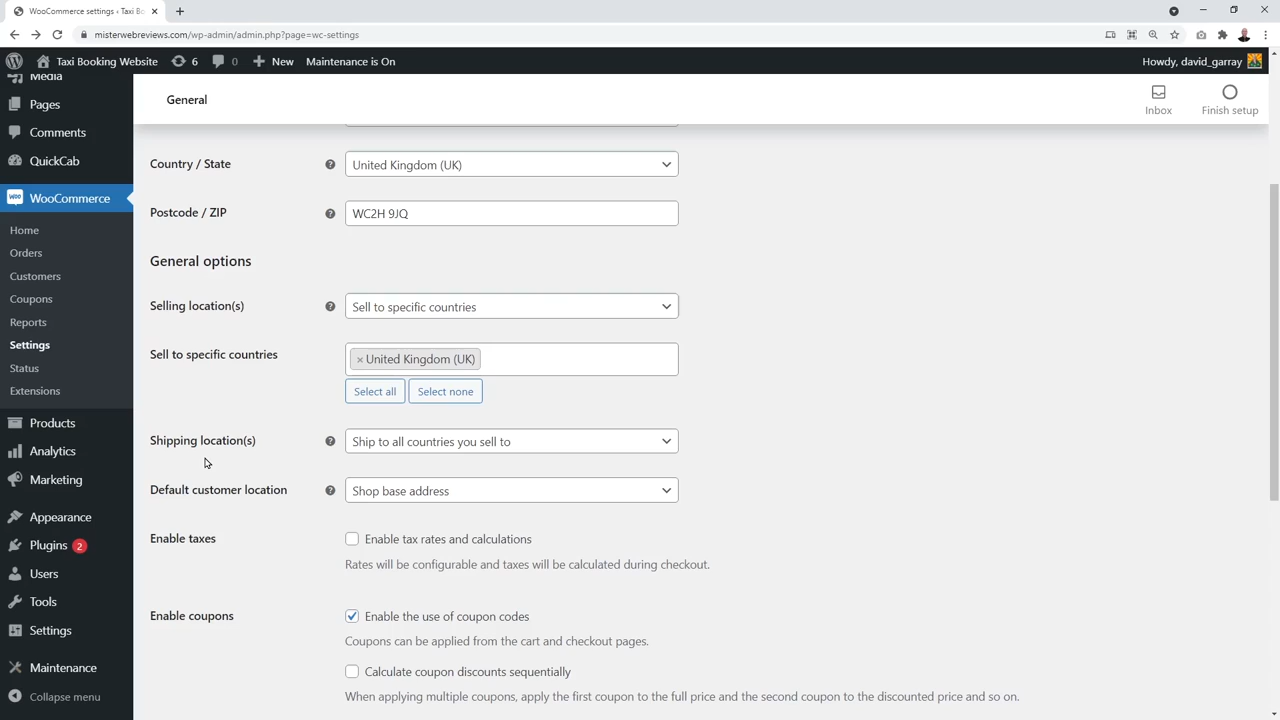 WooCommerce settings ‹ Taxi Bo
misterwebreviews.com/wp-admin/admin.php?page=wc-settings
Taxi Booking Website
6
0
New
Maintenance is On
Howdy, david_garray
Media
Pages
Comments
QuickCab
WooCommerce
Home
Orders
Customers
Coupons
Reports
Settings
Status
Extensions
Products
Analytics
Marketing
Appearance
Plugins 2
Users
Tools
Settings
Maintenance
Collapse menu
General
Inbox
Finish setup
Country / State
United Kingdom (UK)
Postcode / ZIP
WC2H 9JQ
General options
Selling location(s)
Sell to specific countries
Sell to specific countries
× United Kingdom (UK)
Select all
Select none
Shipping location(s)
Ship to all countries you sell to
Default customer location
Shop base address
Enable taxes
Enable tax rates and calculations
Rates will be configurable and taxes will be calculated during checkout.
Enable coupons
Enable the use of coupon codes
Coupons can be applied from the cart and checkout pages.
Calculate coupon discounts sequentially
When applying multiple coupons, apply the first coupon to the full price and the second coupon to the discounted price and so on.